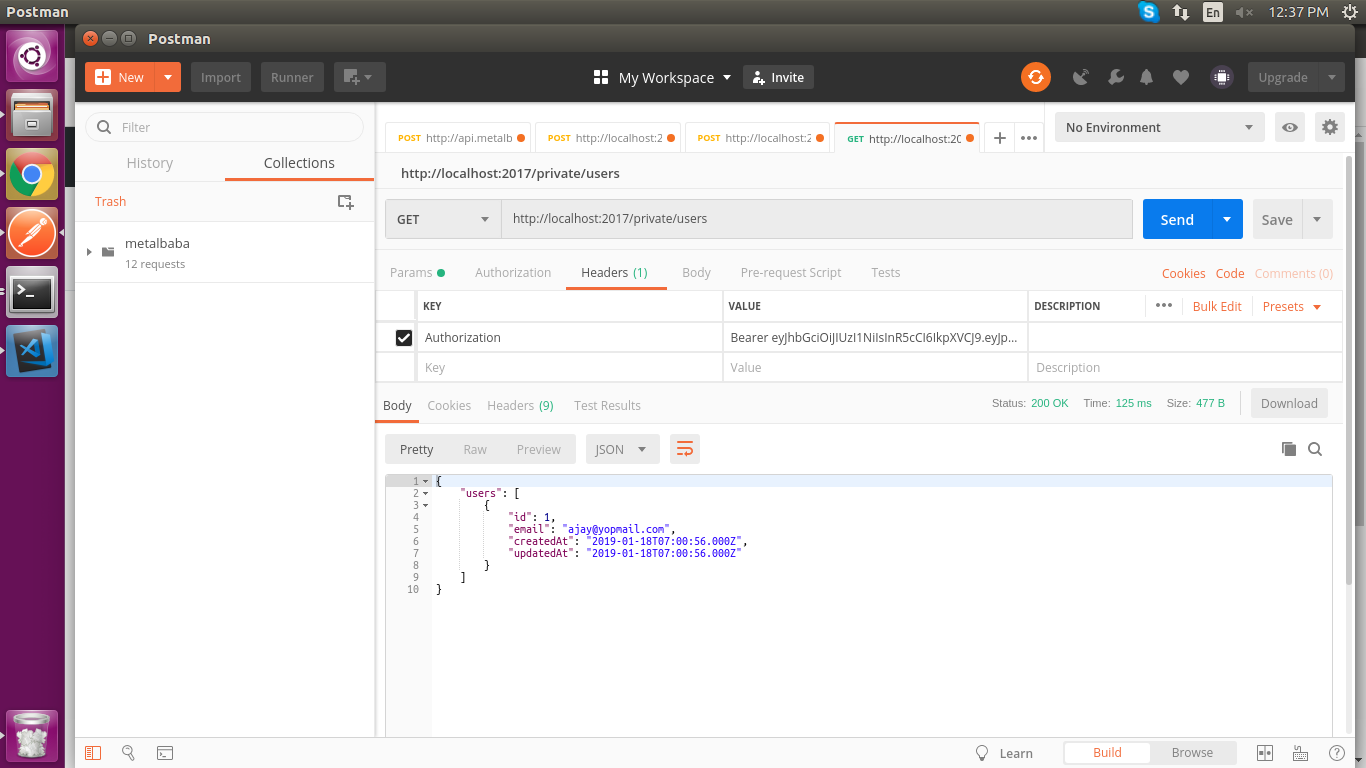 Postman
En
12:37 PM
Postman
New
Import
Runner
My Workspace
Invite
Upgrade
Filter
History
Collections
Trash
metalbaba
12 requests
POST http://api.metalb
POST http://localhost:2
POST http://localhost:2
GET http://localhost:20
No Environment
http://localhost:2017/private/users
GET
http://localhost:2017/private/users
Send
Save
Params
Authorization
Headers (1)
Body
Pre-request Script
Tests
Cookies
Code
Comments (0)
KEY
VALUE
DESCRIPTION
Bulk Edit
Presets
Authorization
Bearer eyJhbGciOiJIUzI1NiIsInR5cCI6IkpXVCJ9.eyJp...
Key
Value
Description
Body
Cookies
Headers (9)
Test Results
Status: 200 OK
Time: 125 ms
Size: 477 B
Download
Pretty
Raw
Preview
JSON
1 {
2 "users": [
3 {
4 "id": 1,
5 "email": "ajay@yopmail.com",
6 "createdAt": "2019-01-18T07:00:56.000Z",
7 "updatedAt": "2019-01-18T07:00:56.000Z"
8 }
9 ]
10 }
Learn
Build
Browse